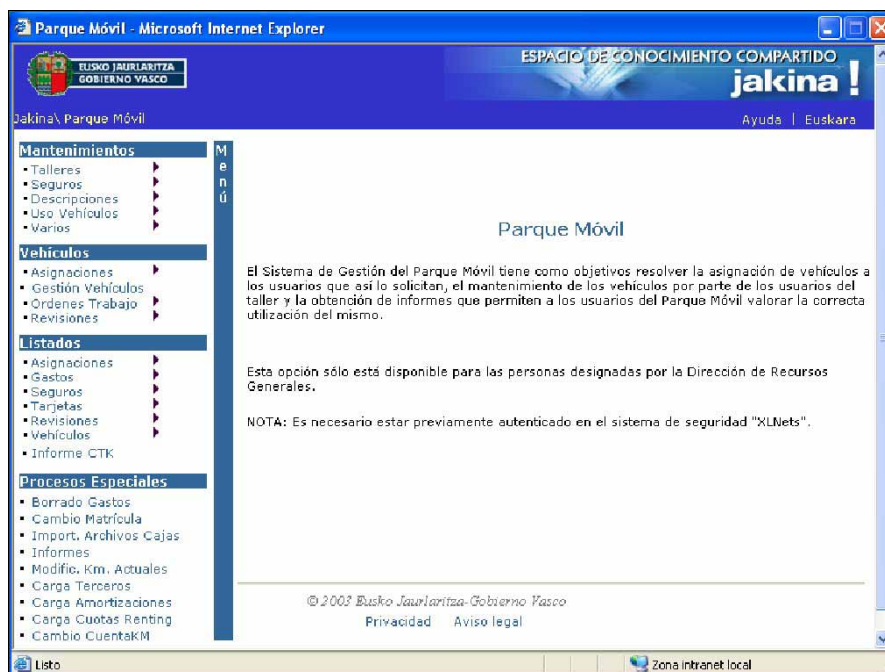 Parque Móvil - Microsoft Internet Explorer
EUSKO JAURLARITZA
GOBIERNO VASCO
ESPACIO DE CONOCIMIENTO COMPARTIDO
jakina!
Jakina\ Parque Móvil
Ayuda | Euskara
Menú
Mantenimientos
Talleres
Seguros
Descripciones
Uso Vehículos
Varios
Vehículos
Asignaciones
Gestión Vehículos
Ordenes Trabajo
Revisiones
Listados
Asignaciones
Gastos
Seguros
Tarjetas
Revisiones
Vehículos
Informe CTK
Procesos Especiales
Borrado Gastos
Cambio Matrícula
Import. Archivos Cajas
Informes
Modific. Km. Actuales
Carga Terceros
Carga Amortizaciones
Carga Cuotas Renting
Cambio CuentaKM
Parque Móvil
El Sistema de Gestión del Parque Móvil tiene como objetivos resolver la asignación de vehículos a
los usuarios que así lo solicitan, el mantenimiento de los vehículos por parte de los usuarios del
taller y la obtención de informes que permiten a los usuarios del Parque Móvil valorar la correcta
utilización del mismo.
Esta opción sólo está disponible para las personas designadas por la Dirección de Recursos
Generales.
NOTA: Es necesario estar previamente autenticado en el sistema de seguridad "XLNets".
© 2003 Eusko Jaurlaritza-Gobierno Vasco
Privacidad Aviso legal
Listo
Zona intranet local